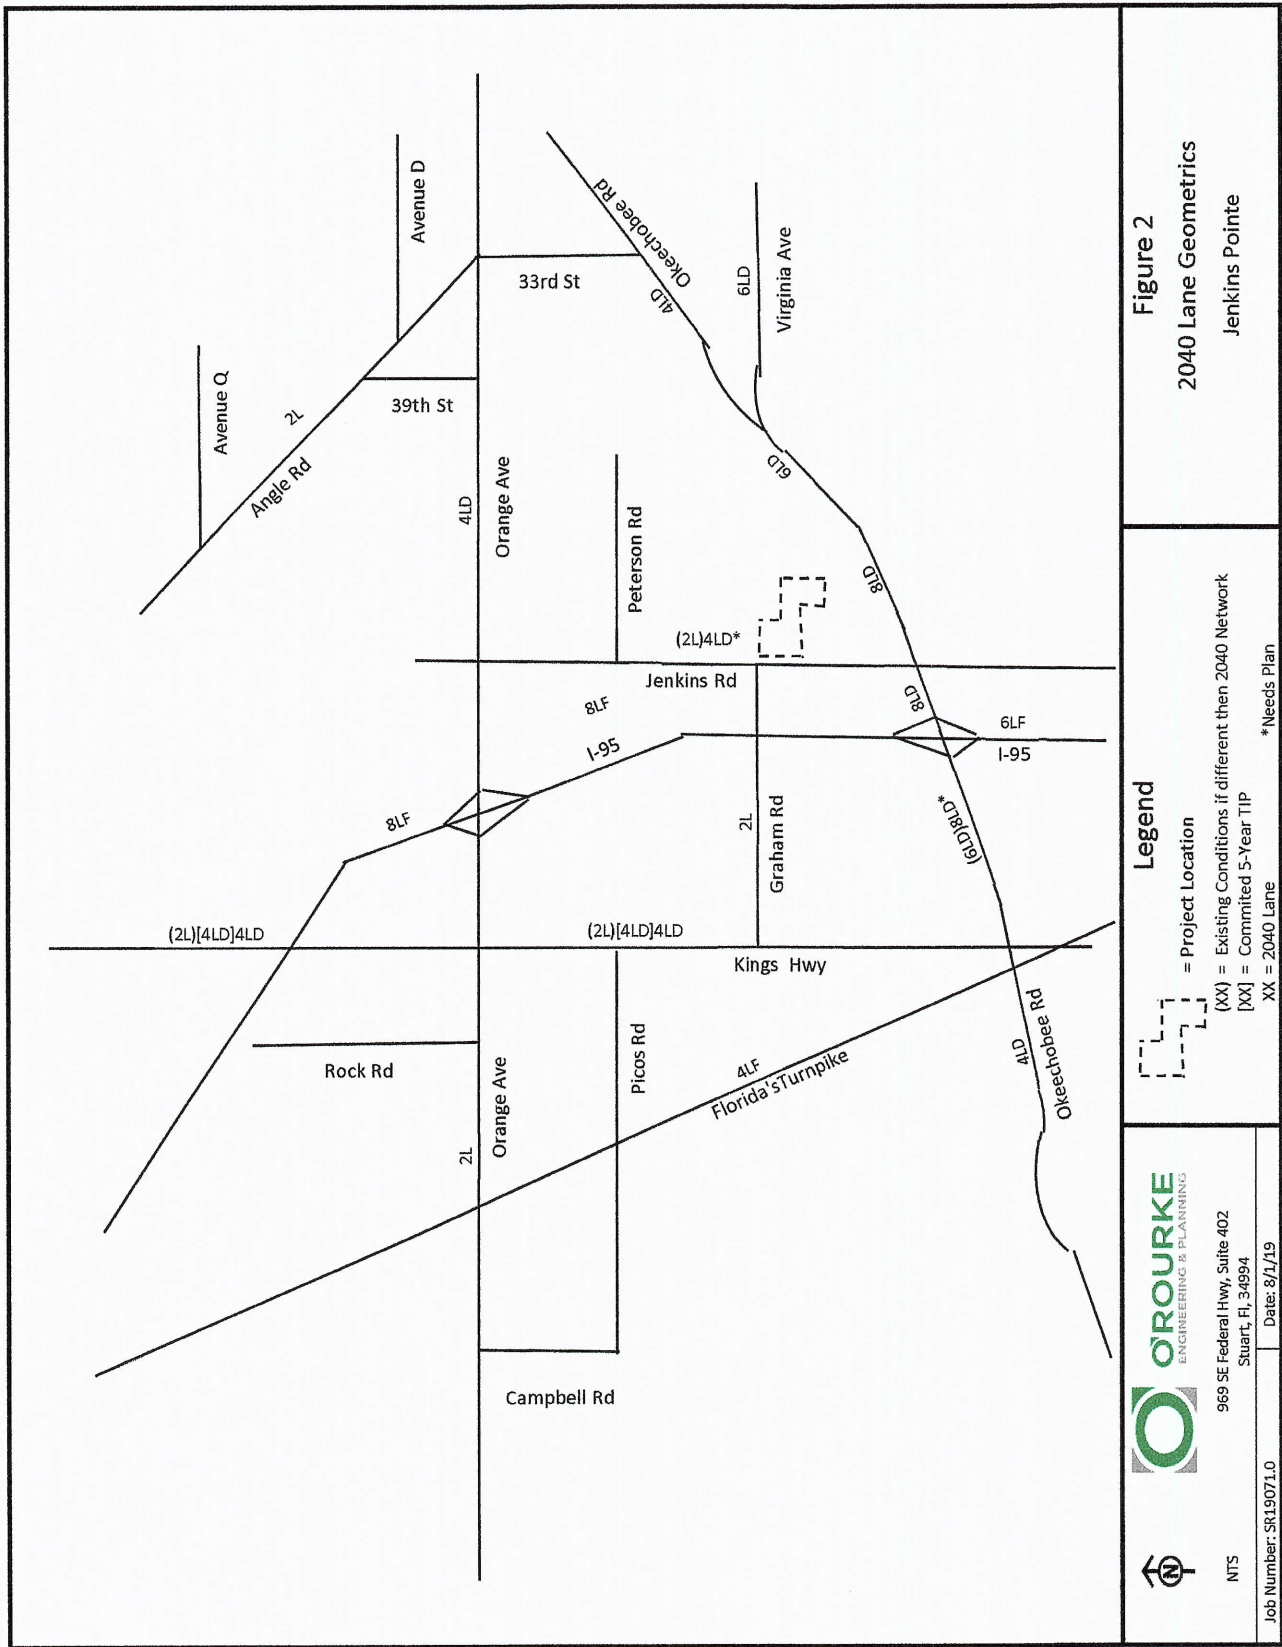 Avenue Q
Angle Rd
2L
Avenue D
39th St
33rd St
4LD
Orange Ave
Okeechobee Rd
4LD
6LD
Virginia Ave
6LD
Peterson Rd
(2L)4LD*
Jenkins Rd
8LD
8LD
8LF
I-95
8LF
6LF
I-95
2L
Graham Rd
(6LD)8LD*
(2L)[4LD]4LD
(2L)[4LD]4LD
Kings Hwy
Rock Rd
2L
Orange Ave
Picos Rd
4LF
Florida'sTurnpike
4LD
Okeechobee Rd
Campbell Rd
N
NTS
O'ROURKE
ENGINEERING & PLANNING
969 SE Federal Hwy, Suite 402
Stuart, Fl, 34994
Job Number: SR19071.0
Date: 8/1/19
Legend
= Project Location
(XX) = Existing Conditions if different then 2040 Network
[XX] = Commited 5-Year TIP
XX = 2040 Lane
*Needs Plan
Figure 2
2040 Lane Geometrics
Jenkins Pointe